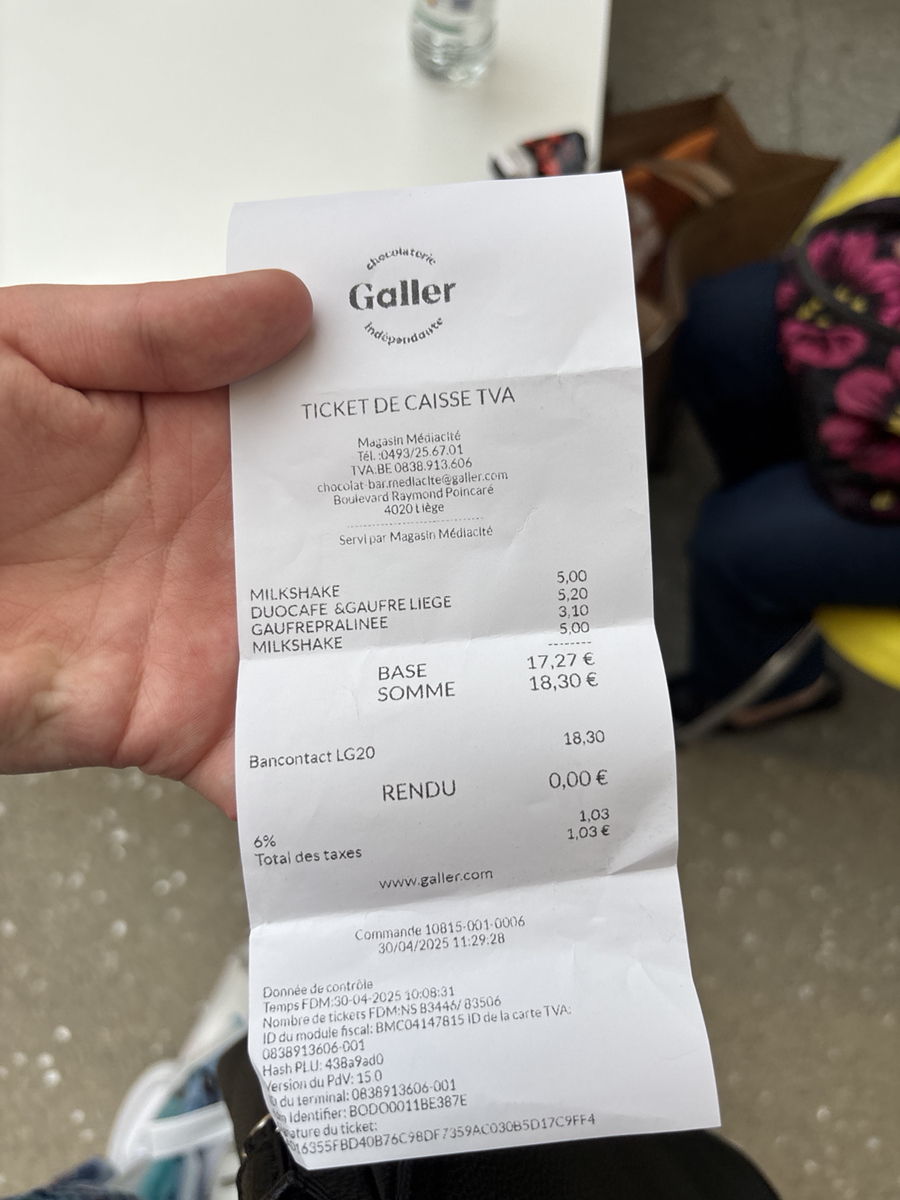 chocolaterie
Galler
indépendante
TICKET DE CAISSE TVA
Magasin Médiacité
Tél. :0493/25.67.01
TVA:BE 0838.913.606
chocolat-bar.mediacite@galler.com
Boulevard Raymond Poincaré
4020 Liège
Servi par Magasin Médiacité
MILKSHAKE 5,00
DUOCAFE &GAUFRE LIEGE 5,20
GAUFREPRALINEE 3,10
MILKSHAKE 5,00
BASE 17,27 €
SOMME 18,30 €
Bancontact LG20 18,30
RENDU 0,00 €
6% 1,03
Total des taxes 1,03 €
www.galler.com
Commande 10815-001-0006
30/04/2025 11:29:28
Donnée de contrôle
Temps FDM:30-04-2025 10:08:31
Nombre de tickets FDM:NS 83446/ 83506
ID du module fiscal: BMC04147815 ID de la carte TVA:
0838913606-001
Hash PLU: 438a9ad0
Version du PdV: 15.0
du terminal: 0838913606-001
identifier: BODO0011BE387E
du ticket:
16355FBD40B76C98DF7359AC030B5D17C9FF4